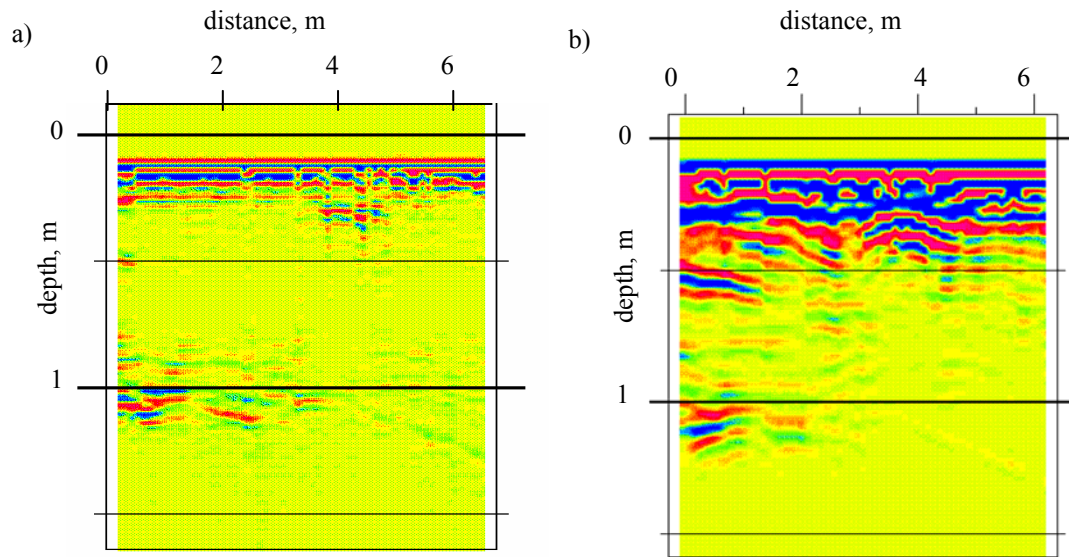 a)
distance, m
0 2 4 6
0
depth, m
1
b)
distance, m
0 2 4 6
0
depth, m
1